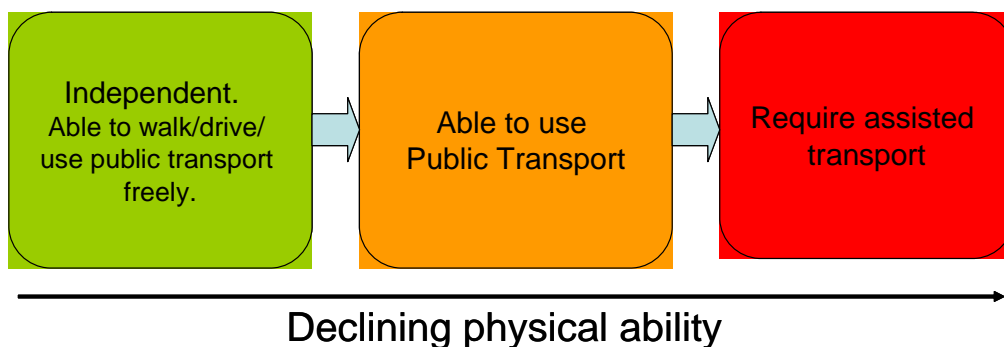 Independent.
Able to walk/drive/
use public transport
freely.
Able to use
Public Transport
Require assisted
transport
Declining physical ability